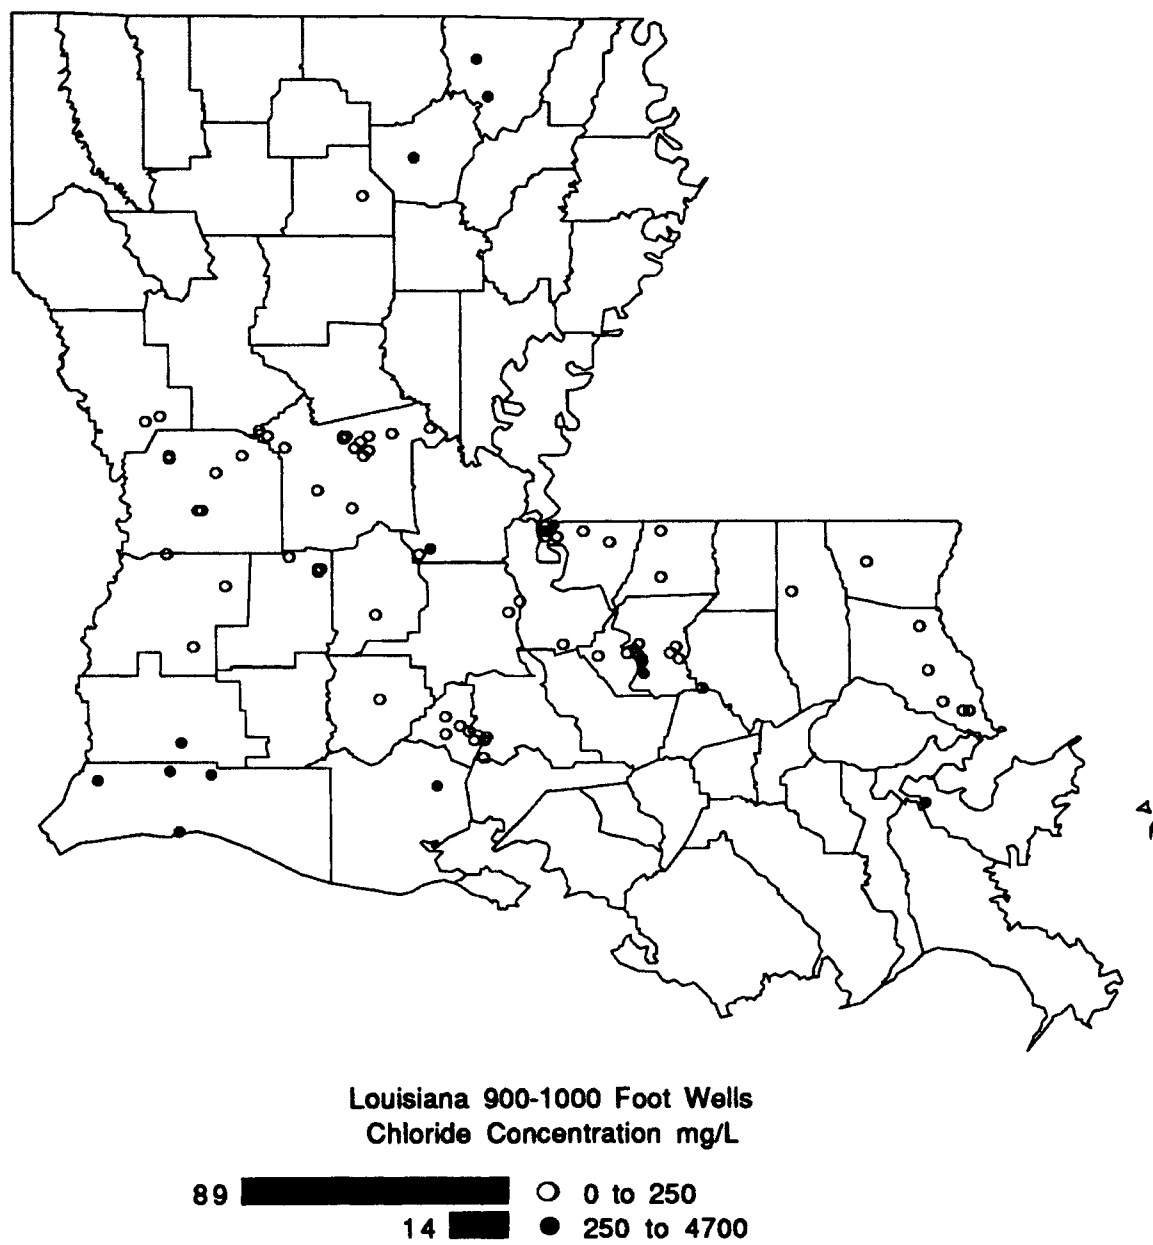 Louisiana 900-1000 Foot Wells
Chloride Concentration mg/L
89 0 to 250
14 250 to 4700